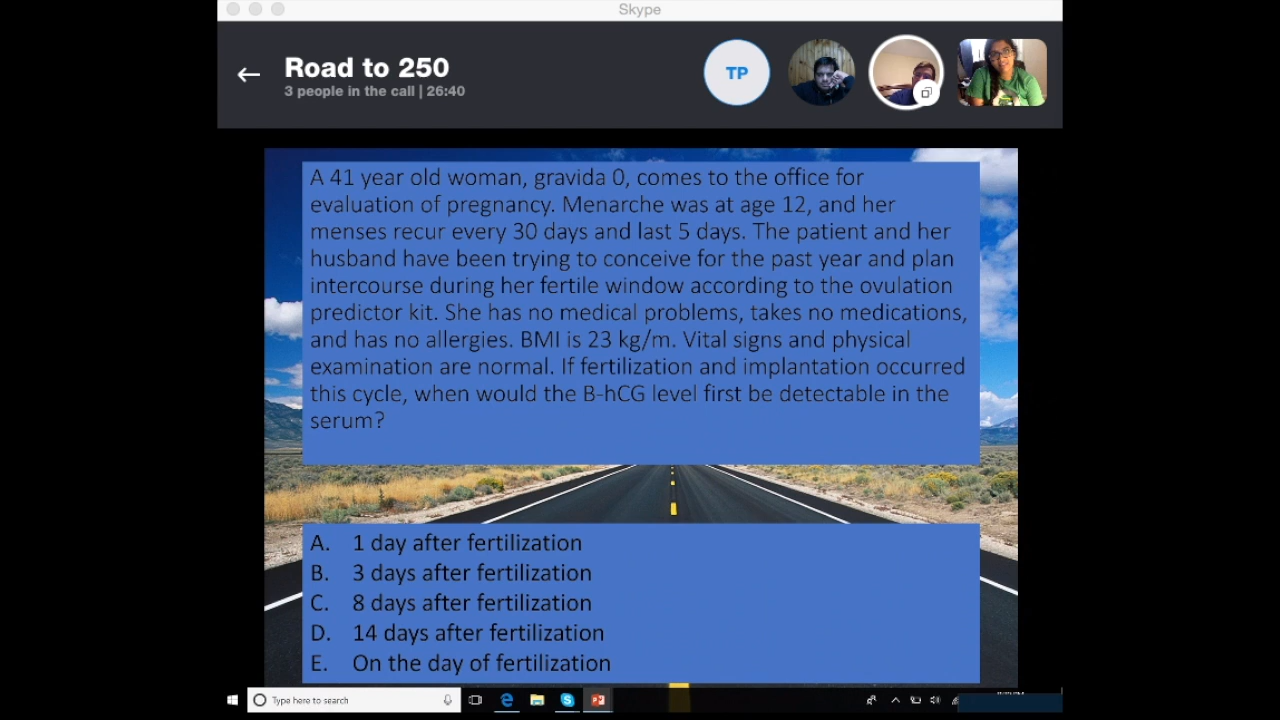 Skype
Road to 250
3 people in the call | 26:40
TP
A 41 year old woman, gravida 0, comes to the office for
evaluation of pregnancy. Menarche was at age 12, and her
menses recur every 30 days and last 5 days. The patient and her
husband have been trying to conceive for the past year and plan
intercourse during her fertile window according to the ovulation
predictor kit. She has no medical problems, takes no medications,
and has no allergies. BMI is 23 kg/m. Vital signs and physical
examination are normal. If fertilization and implantation occurred
this cycle, when would the B-hCG level first be detectable in the
serum?
A. 1 day after fertilization
B. 3 days after fertilization
C. 8 days after fertilization
D. 14 days after fertilization
E. On the day of fertilization
Type here to search